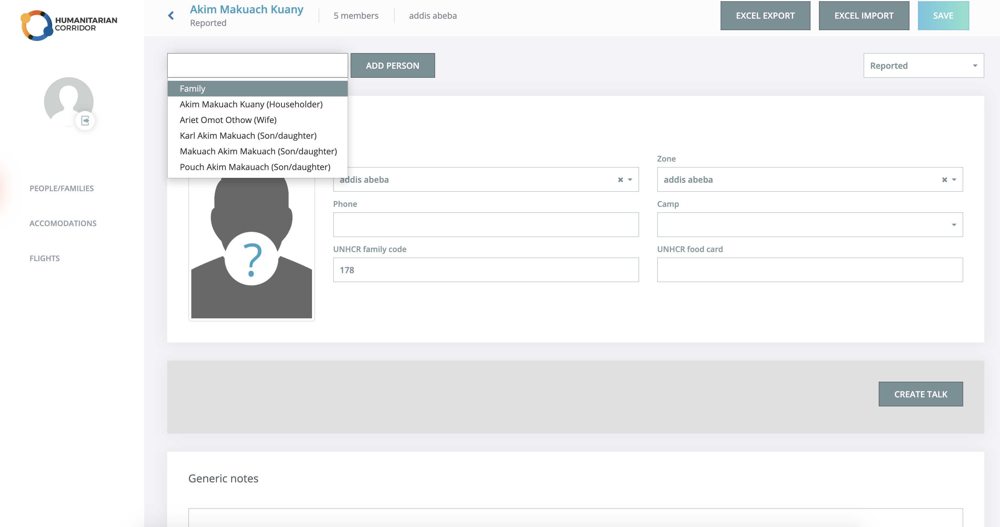 HUMANITARIAN
CORRIDOR
Akim Makuach Kuany
Reported
5 members
addis abeba
EXCEL EXPORT
EXCEL IMPORT
SAVE
ADD PERSON
Reported
Family
Akim Makuach Kuany (Householder)
Ariet Omot Othow (Wife)
Karl Akim Makuach (Son/daughter)
Makuach Akim Makuach (Son/daughter)
Pouch Akim Makauach (Son/daughter)
PEOPLE/FAMILIES
ACCOMODATIONS
FLIGHTS
Zone
addis abeba
addis abeba
Phone
Camp
UNHCR family code
UNHCR food card
178
?
CREATE TALK
Generic notes